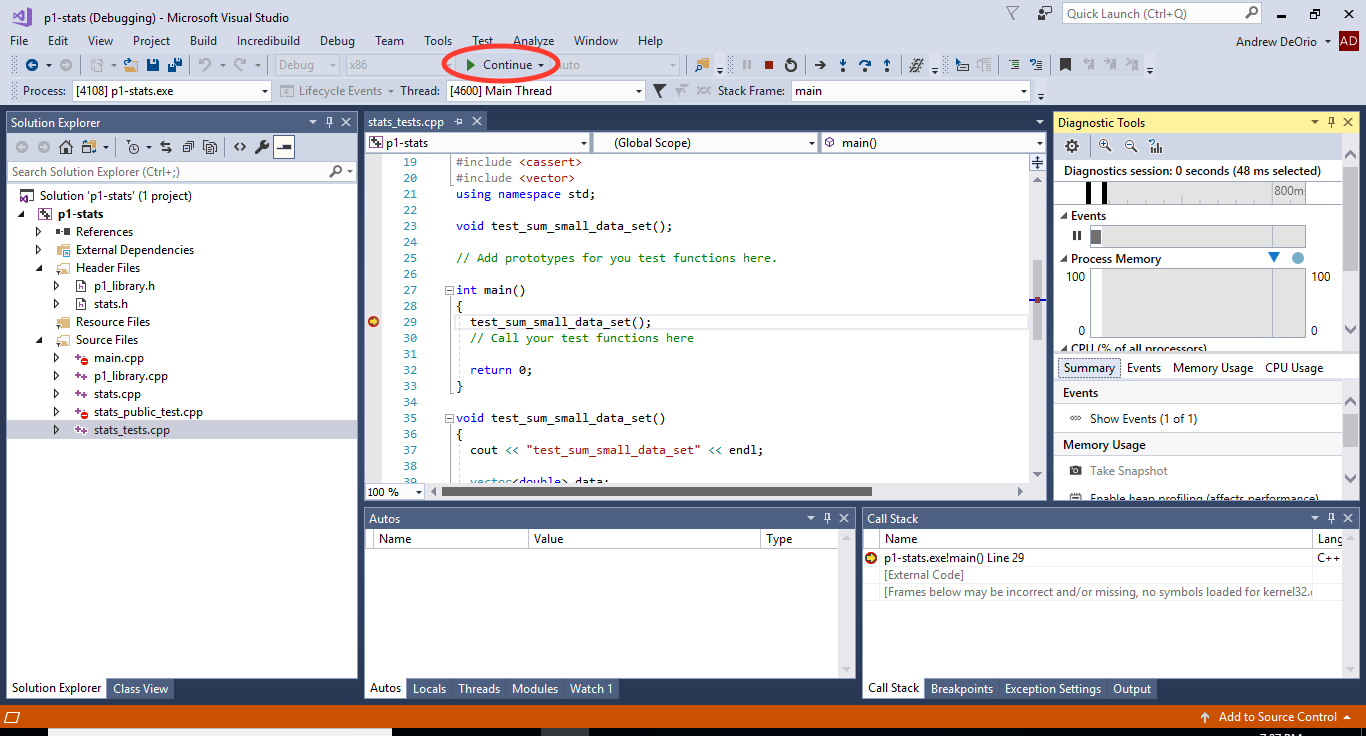 p1-stats (Debugging) - Microsoft Visual Studio
Quick Launch (Ctrl+Q)
File Edit View Project Build Incredibuild Debug Team Tools Test Analyze Window Help
Andrew DeOrio AD
Debug x86 Continue Auto
Process: [4108] p1-stats.exe Lifecycle Events Thread: [4600] Main Thread Stack Frame: main
Solution Explorer
Search Solution Explorer (Ctrl+;)
Solution 'p1-stats' (1 project)
p1-stats
References
External Dependencies
Header Files
p1_library.h
stats.h
Resource Files
Source Files
main.cpp
p1_library.cpp
stats.cpp
stats_public_test.cpp
stats_tests.cpp
Solution Explorer Class View
stats_tests.cpp
p1-stats (Global Scope) main()
19 #include <cassert>
20 #include <vector>
21 using namespace std;
22
23 void test_sum_small_data_set();
24
25 // Add prototypes for you test functions here.
26
27 int main()
28 {
29 test_sum_small_data_set();
30 // Call your test functions here
31
32 return 0;
33 }
34
35 void test_sum_small_data_set()
36 {
37 cout << "test_sum_small_data_set" << endl;
38
39 vector<double> data;
100 %
Diagnostic Tools
Diagnostics session: 0 seconds (48 ms selected)
800ms
Events
Process Memory
100 100
0 0
CPU (% of all processors)
Summary Events Memory Usage CPU Usage
Events
Show Events (1 of 1)
Memory Usage
Take Snapshot
Enable heap profiling (affects performance)
Autos
Name Value Type
Autos Locals Threads Modules Watch 1
Call Stack
Name Lang
p1-stats.exe!main() Line 29 C++
[External Code]
[Frames below may be incorrect and/or missing, no symbols loaded for kernel32.
Call Stack Breakpoints Exception Settings Output
Add to Source Control
7:07 PM